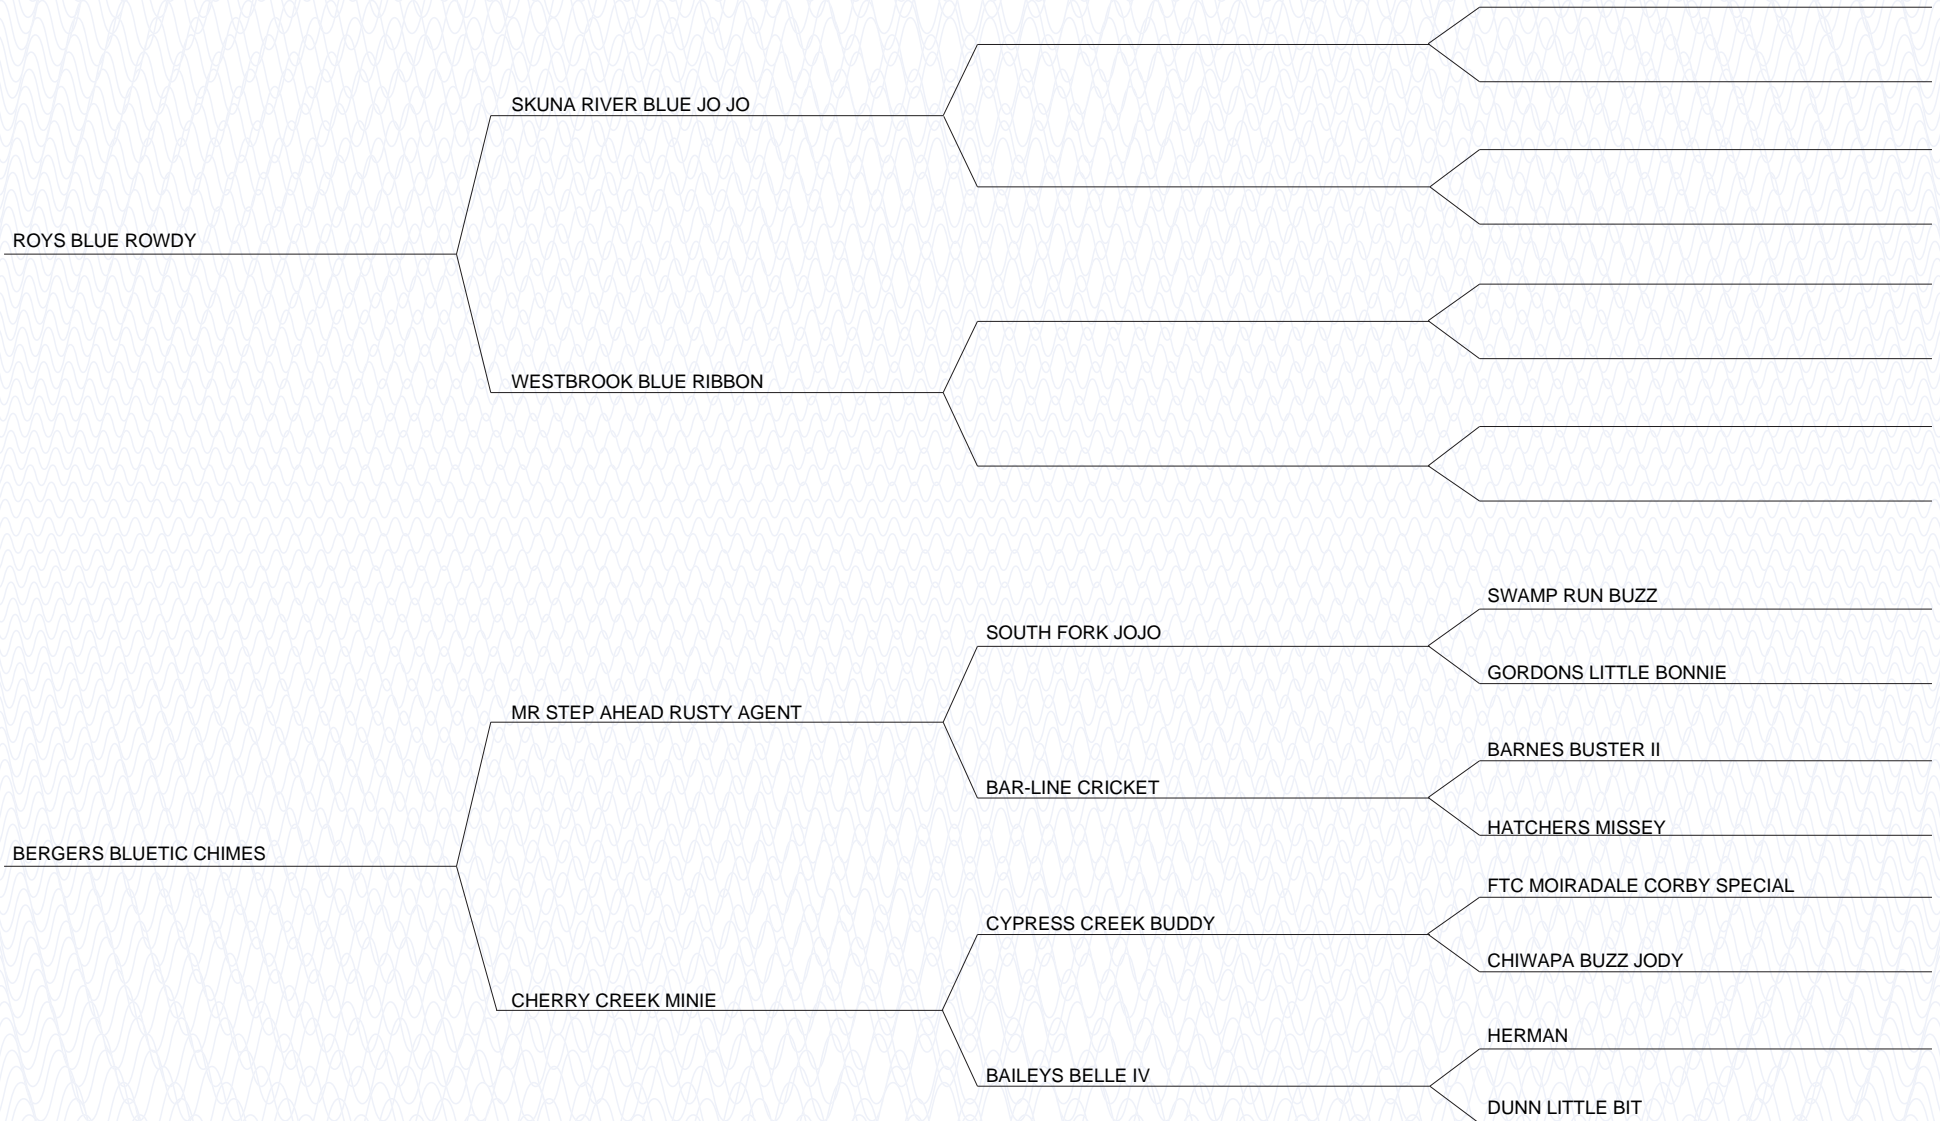 SKUNA RIVER BLUE JO JO
ROYS BLUE ROWDY
WESTBROOK BLUE RIBBON
SWAMP RUN BUZZ
SOUTH FORK JOJO
GORDONS LITTLE BONNIE
MR STEP AHEAD RUSTY AGENT
BARNES BUSTER II
BAR-LINE CRICKET
HATCHERS MISSEY
BERGERS BLUETIC CHIMES
FTC MOIRADALE CORBY SPECIAL
CYPRESS CREEK BUDDY
CHIWAPA BUZZ JODY
CHERRY CREEK MINIE
HERMAN
BAILEYS BELLE IV
DUNN LITTLE BIT